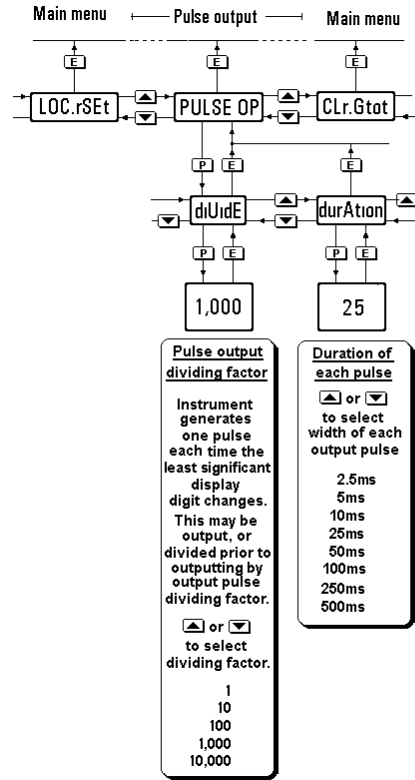 Main menu
Pulse output
Main menu
E
E
E
LOC.rSEt
PULSE OP
CLr.Gtot
P
E
E
dıUıdE
durAtıon
P
E
P
E
1,000
25
Pulse output
dividing factor
Instrument
generates
one pulse
each time the
least significant
display
digit changes.
This may be
output, or
divided prior to
outputting by
output pulse
dividing factor.
or
to select
dividing factor.
1
10
100
1,000
10,000
Duration of
each pulse
or
to select
width of each
output pulse
2.5ms
5ms
10ms
25ms
50ms
100ms
250ms
500ms